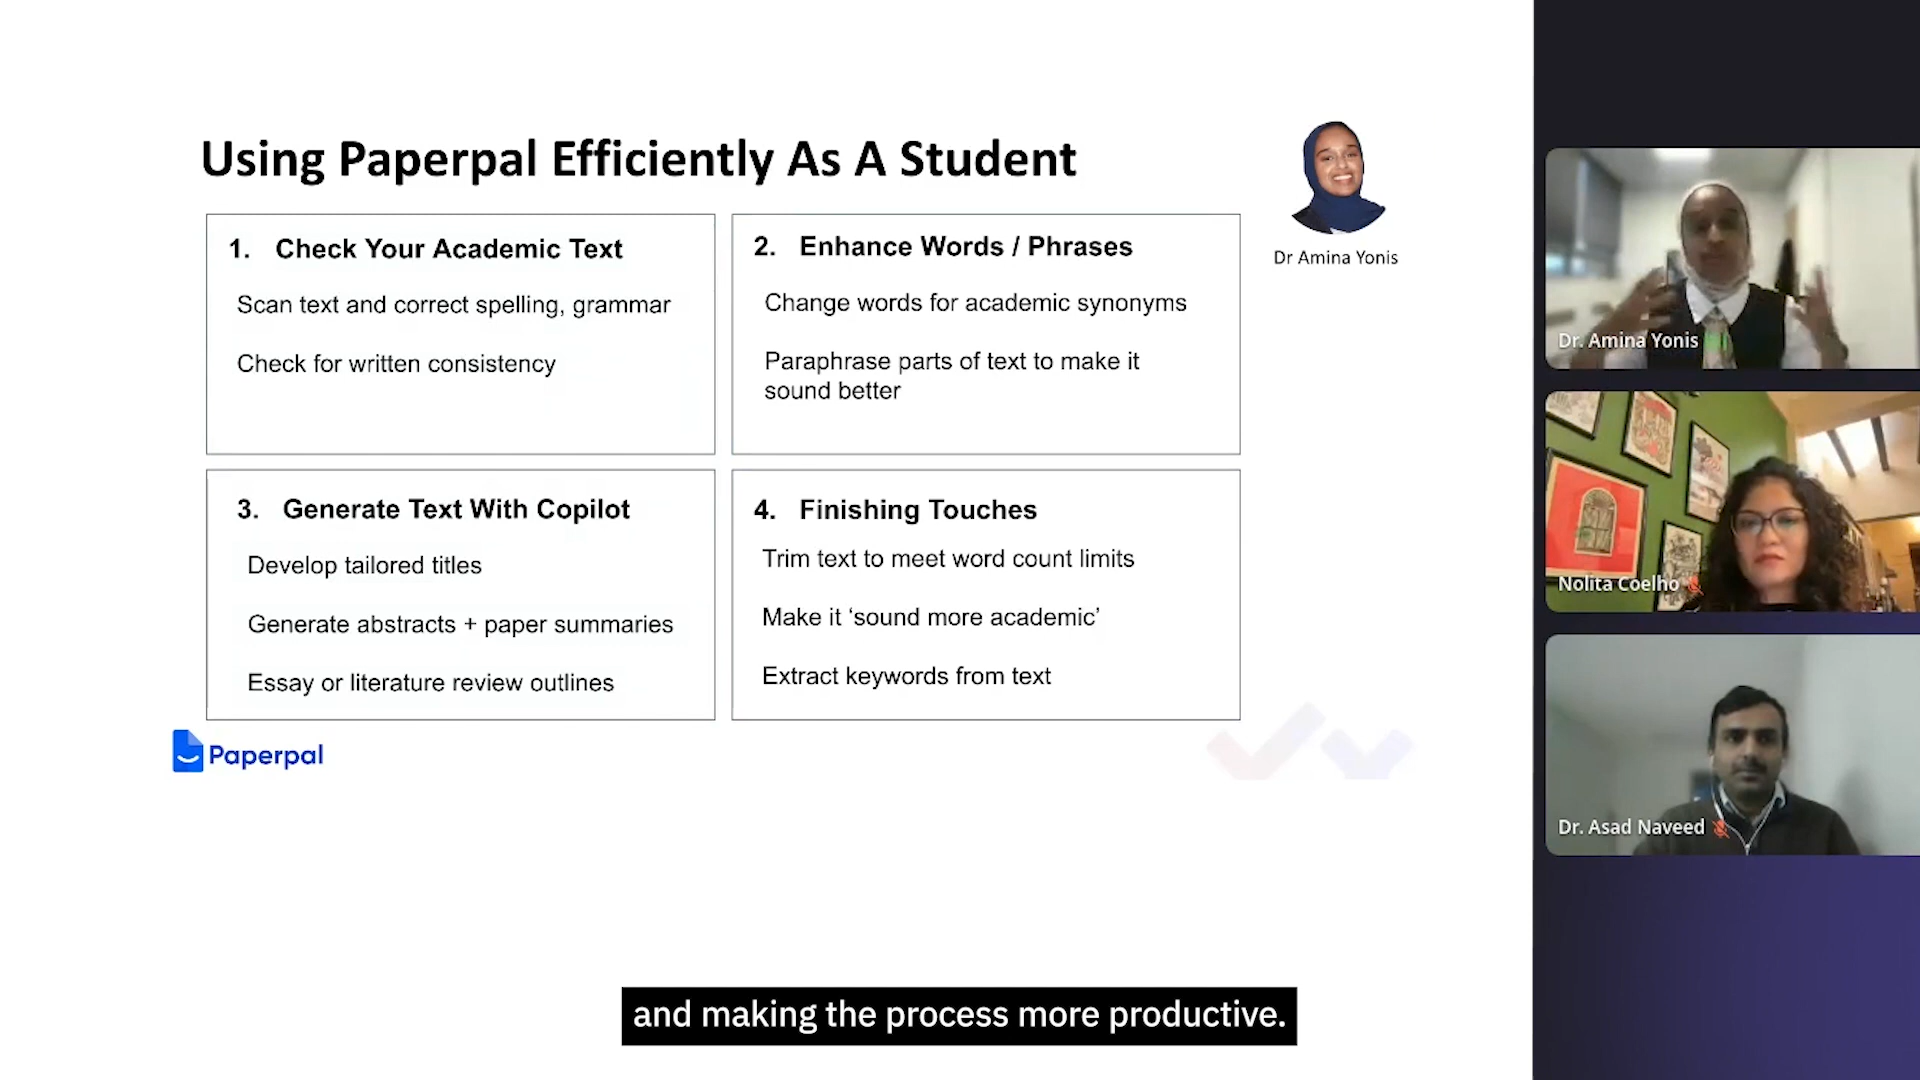 Using Paperpal Efficiently As A Student
1. Check Your Academic Text
Scan text and correct spelling, grammar
Check for written consistency
2. Enhance Words / Phrases
Change words for academic synonyms
Paraphrase parts of text to make it
sound better
3. Generate Text With Copilot
Develop tailored titles
Generate abstracts + paper summaries
Essay or literature review outlines
4. Finishing Touches
Trim text to meet word count limits
Make it ‘sound more academic’
Extract keywords from text
Dr Amina Yonis
Paperpal
Dr. Amina Yonis
Nolita Coelho
Dr. Asad Naveed
and making the process more productive.